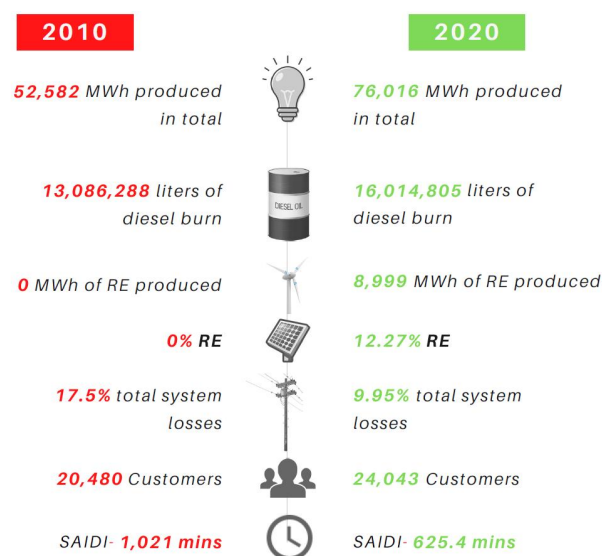 2010
2020
52,582 MWh produced
in total
76,016 MWh produced
in total
13,086,288 liters of
diesel burn
DIESEL OIL
16,014,805 liters of
diesel burn
0 MWh of RE produced
8,999 MWh of RE produced
0% RE
12.27% RE
17.5% total system
losses
9.95% total system
losses
20,480 Customers
24,043 Customers
SAIDI- 1,021 mins
SAIDI- 625.4 mins